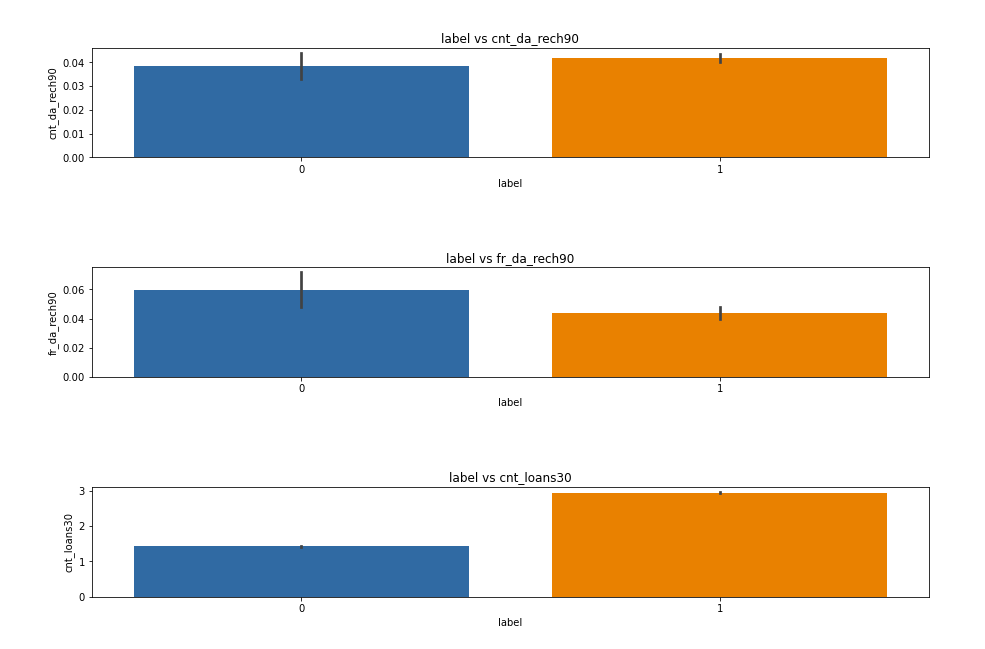 label vs cnt_da_rech90
cnt_da_rech90
0.04
0.03
0.02
0.01
0.00
0 1
label
label vs fr_da_rech90
fr_da_rech90
0.06
0.04
0.02
0.00
0 1
label
label vs cnt_loans30
cnt_loans30
3
2
1
0
0 1
label